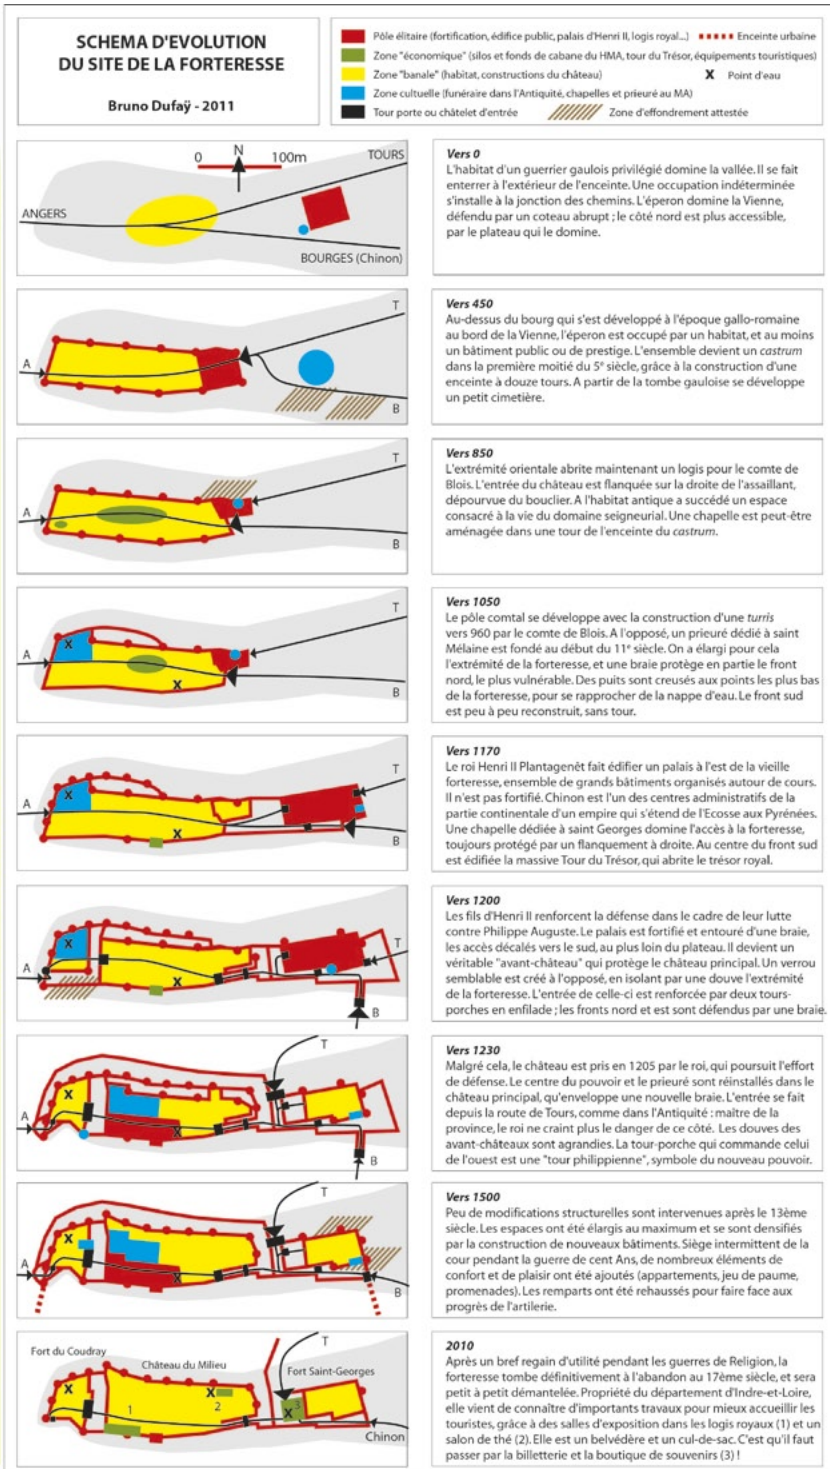 SCHEMA D'EVOLUTION
DU SITE DE LA FORTERESSE
Bruno Dufaÿ - 2011
Pôle élitaire (fortification, édifice public, palais d'Henri II, logis royal...)
Enceinte urbaine
Zone "économique" (silos et fonds de cabane du HMA, tour du Trésor, équipements touristiques)
Zone "banale" (habitat, constructions du château)
X Point d'eau
Zone cultuelle (funéraire dans l'Antiquité, chapelles et prieuré au MA)
Tour porte ou châtelet d'entrée
Zone d'effondrement attestée
0 N 100m
TOURS
ANGERS
BOURGES (Chinon)
Vers 0
L'habitat d'un guerrier gaulois privilégié domine la vallée. Il se fait
enterrer à l'extérieur de l'enceinte. Une occupation indéterminée
s'installe à la jonction des chemins. L'éperon domine la Vienne,
défendu par un coteau abrupt ; le côté nord est plus accessible,
par le plateau qui le domine.
T
A
B
Vers 450
Au-dessus du bourg qui s'est développé à l'époque gallo-romaine
au bord de la Vienne, l'éperon est occupé par un habitat, et au moins
un bâtiment public ou de prestige. L'ensemble devient un castrum
dans la première moitié du 5e siècle, grâce à la construction d'une
enceinte à douze tours. A partir de la tombe gauloise se développe
un petit cimetière.
T
A
B
Vers 850
L'extrémité orientale abrite maintenant un logis pour le comte de
Blois. L'entrée du château est flanquée sur la droite de l'assaillant,
dépourvue du bouclier. A l'habitat antique a succédé un espace
consacré à la vie du domaine seigneurial. Une chapelle est peut-être
aménagée dans une tour de l'enceinte du castrum.
T
X
A
X
B
Vers 1050
Le pôle comtal se développe avec la construction d'une turris
vers 960 par le comte de Blois. A l'opposé, un prieuré dédié à saint
Mélaine est fondé au début du 11e siècle. On a élargi pour cela
l'extrémité de la forteresse, et une braie protège en partie le front
nord, le plus vulnérable. Des puits sont creusés aux points les plus bas
de la forteresse, pour se rapprocher de la nappe d'eau. Le front sud
est peu à peu reconstruit, sans tour.
T
X
A
X
B
Vers 1170
Le roi Henri II Plantagenêt fait édifier un palais à l'est de la vieille
forteresse, ensemble de grands bâtiments organisés autour de cours.
Il n'est pas fortifié. Chinon est l'un des centres administratifs de la
partie continentale d'un empire qui s'étend de l'Ecosse aux Pyrénées.
Une chapelle dédiée à saint Georges domine l'accès à la forteresse,
toujours protégé par un flanquement à droite. Au centre du front sud
est édifiée la massive Tour du Trésor, qui abrite le trésor royal.
X
T
A
X
B
Vers 1200
Les fils d'Henri II renforcent la défense dans le cadre de leur lutte
contre Philippe Auguste. Le palais est fortifié et entouré d'une braie,
les accès décalés vers le sud, au plus loin du plateau. Il devient un
véritable "avant-château" qui protège le château principal. Un verrou
semblable est créé à l'opposé, en isolant par une douve l'extrémité
de la forteresse. L'entrée de celle-ci est renforcée par deux tours-
porches en enfilade ; les fronts nord et est sont défendus par une braie.
T
X
A
X
B
Vers 1230
Malgré cela, le château est pris en 1205 par le roi, qui poursuit l'effort
de défense. Le centre du pouvoir et le prieuré sont réinstallés dans le
château principal, qu'enveloppe une nouvelle braie. L'entrée se fait
depuis la route de Tours, comme dans l'Antiquité : maître de la
province, le roi ne craint plus le danger de ce côté. Les douves des
avant-châteaux sont agrandies. La tour-porche qui commande celui
de l'ouest est une "tour philippienne", symbole du nouveau pouvoir.
T
X
A
X
B
Vers 1500
Peu de modifications structurelles sont intervenues après le 13ème
siècle. Les espaces ont été élargis au maximum et se sont densifiés
par la construction de nouveaux bâtiments. Siège intermittent de la
cour pendant la guerre de cent Ans, de nombreux éléments de
confort et de plaisir ont été ajoutés (appartements, jeu de paume,
promenades). Les remparts ont été rehaussés pour faire face aux
progrès de l'artilerie.
T
Fort du Coudray
Château du Milieu
Fort Saint-Georges
X
X
1
2
X 3
Chinon
2010
Après un bref regain d'utilité pendant les guerres de Religion, la
forteresse tombe définitivement à l'abandon au 17ème siècle, et sera
petit à petit démantelée. Propriété du département d'Indre-et-Loire,
elle vient de connaître d'importants travaux pour mieux accueillir les
touristes, grâce à des salles d'exposition dans les logis royaux (1) et un
salon de thé (2). Elle est un belvédère et un cul-de-sac. C'est qu'il faut
passer par la billetterie et la boutique de souvenirs (3) !